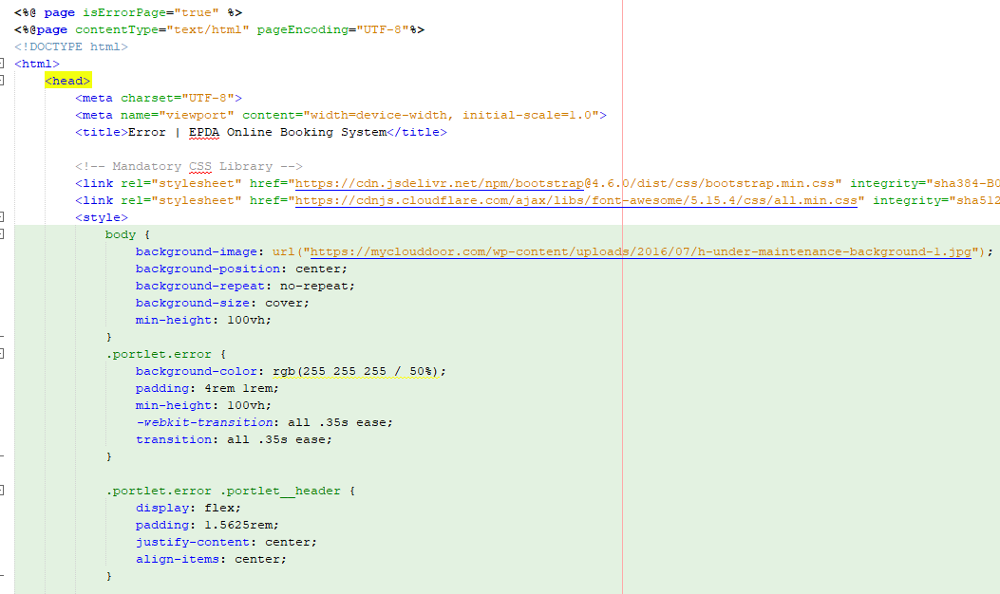 <%@ page isErrorPage="true" %>
<%@page contentType="text/html" pageEncoding="UTF-8"%>
<!DOCTYPE html>
<html>
<head>
<meta charset="UTF-8">
<meta name="viewport" content="width=device-width, initial-scale=1.0">
<title>Error | EPDA Online Booking System</title>
<!-- Mandatory CSS Library -->
<link rel="stylesheet" href="https://cdn.jsdelivr.net/npm/bootstrap@4.6.0/dist/css/bootstrap.min.css" integrity="sha384-B0
<link rel="stylesheet" href="https://cdnjs.cloudflare.com/ajax/libs/font-awesome/5.15.4/css/all.min.css" integrity="sha512
<style>
body {
background-image: url("https://myclouddoor.com/wp-content/uploads/2016/07/h-under-maintenance-background-1.jpg");
background-position: center;
background-repeat: no-repeat;
background-size: cover;
min-height: 100vh;
}
.portlet.error {
background-color: rgb(255 255 255 / 50%);
padding: 4rem 1rem;
min-height: 100vh;
-webkit-transition: all .35s ease;
transition: all .35s ease;
}
.portlet.error .portlet__header {
display: flex;
padding: 1.5625rem;
justify-content: center;
align-items: center;
}